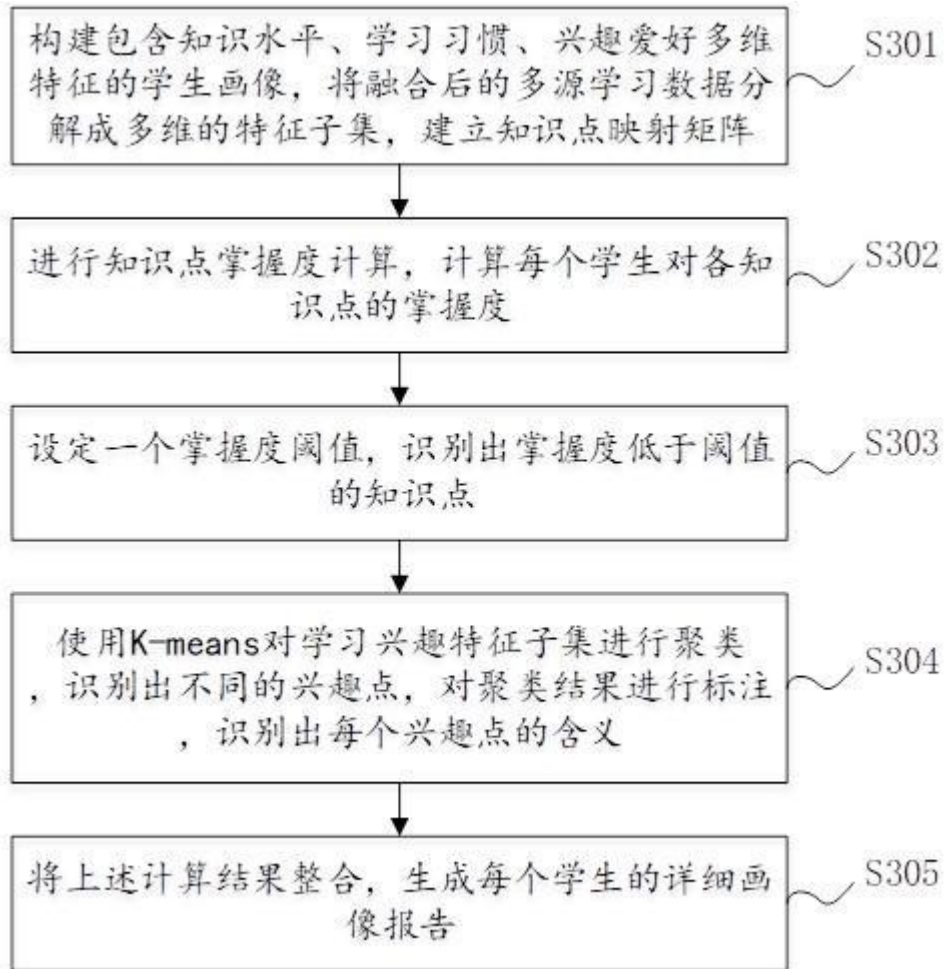 构建包含知识水平、学习习惯、兴趣爱好多维
特征的学生画像，将融合后的多源学习数据分
解成多维的特征子集，建立知识点映射矩阵
S301
进行知识点掌握度计算，计算每个学生对各知
识点的掌握度
S302
设定一个掌握度阈值，识别出掌握度低于阈值
的知识点
S303
使用K-means对学习兴趣特征子集进行聚类
，识别出不同的兴趣点，对聚类结果进行标注
，识别出每个兴趣点的含义
S304
将上述计算结果整合，生成每个学生的详细画
像报告
S305